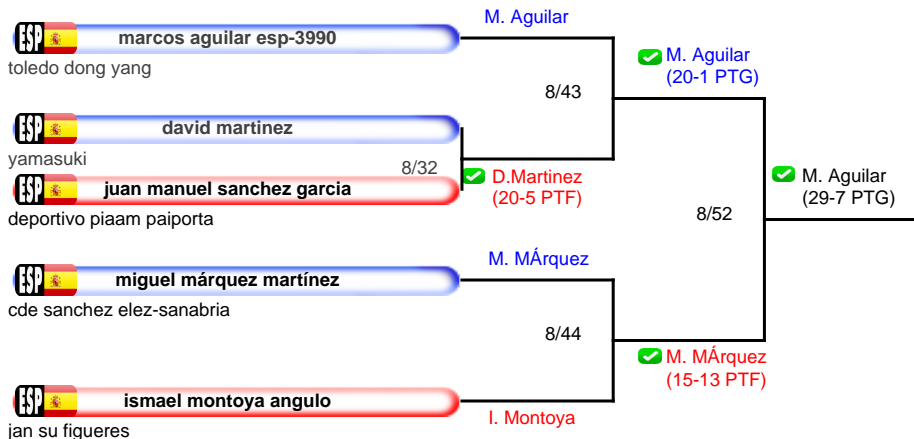 M. Aguilar
ESP marcos aguilar esp-3990
toledo dong yang
M. Aguilar
(20-1 PTG)
8/43
ESP david martinez
yamasuki
8/32
D.Martinez
(20-5 PTF)
ESP juan manuel sanchez garcia
deportivo piaam paiporta
M. Aguilar
(29-7 PTG)
8/52
M. MÁrquez
ESP miguel márquez martínez
cde sanchez elez-sanabria
8/44
M. MÁrquez
(15-13 PTF)
ESP ismael montoya angulo
I. Montoya
jan su figueres